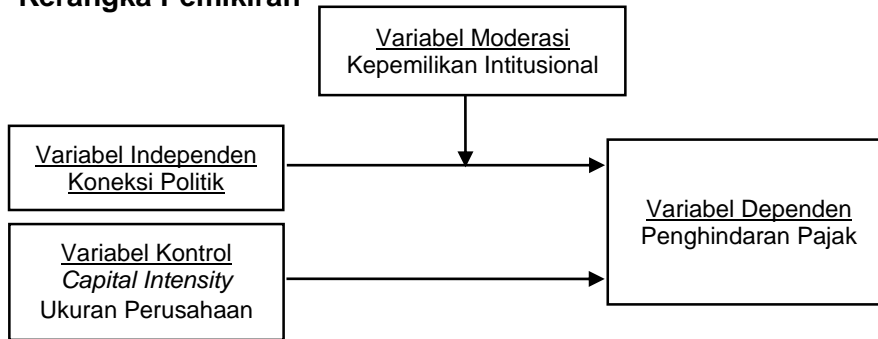 Kerangka Pemikiran
Variabel Moderasi
Kepemilikan Intitusional
Variabel Independen
Koneksi Politik
Variabel Dependen
Penghindaran Pajak
Variabel Kontrol
Capital Intensity
Ukuran Perusahaan